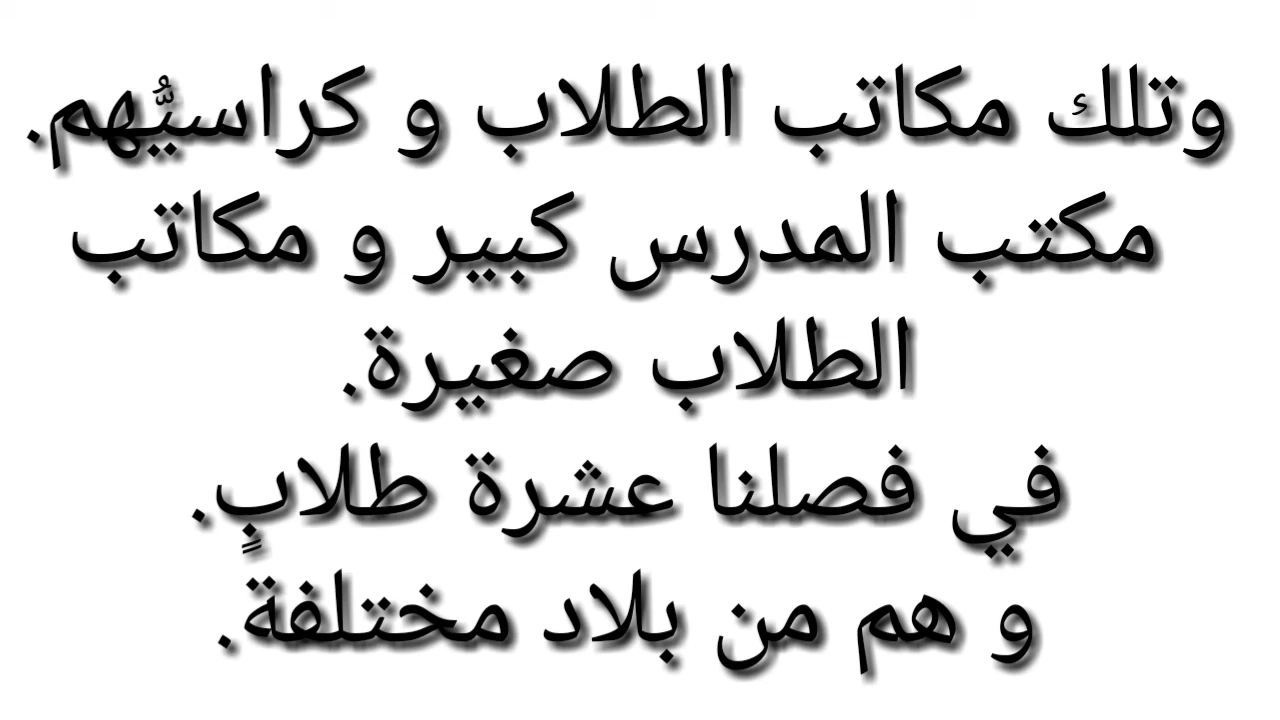 وتلك مكاتب الطلاب و كراسيُّهم.
مكتب المدرس كبير و مكاتب
الطلاب صغيرة.
في فصلنا عشرة طلابٍ.
و هم من بلاد مختلفة.